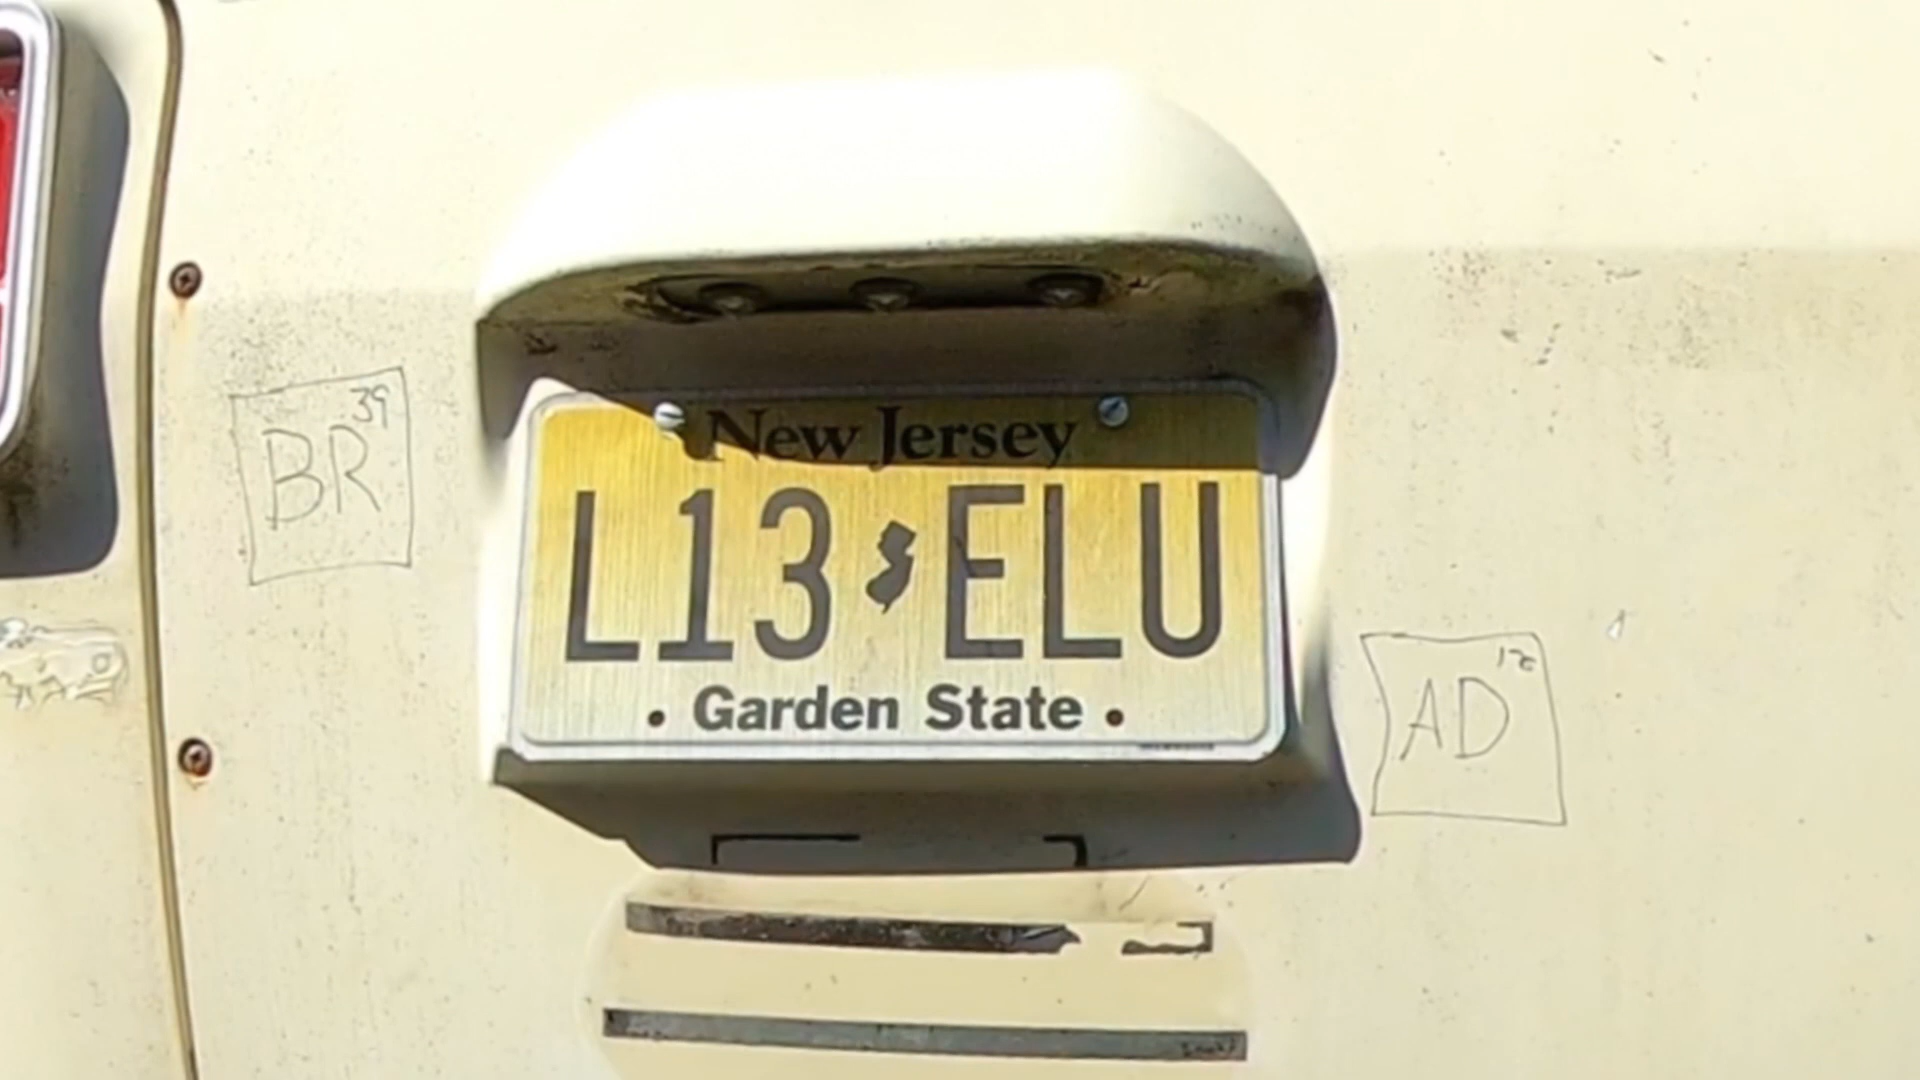 39
BR
New Jersey
L13 ELU
• Garden State •
AD